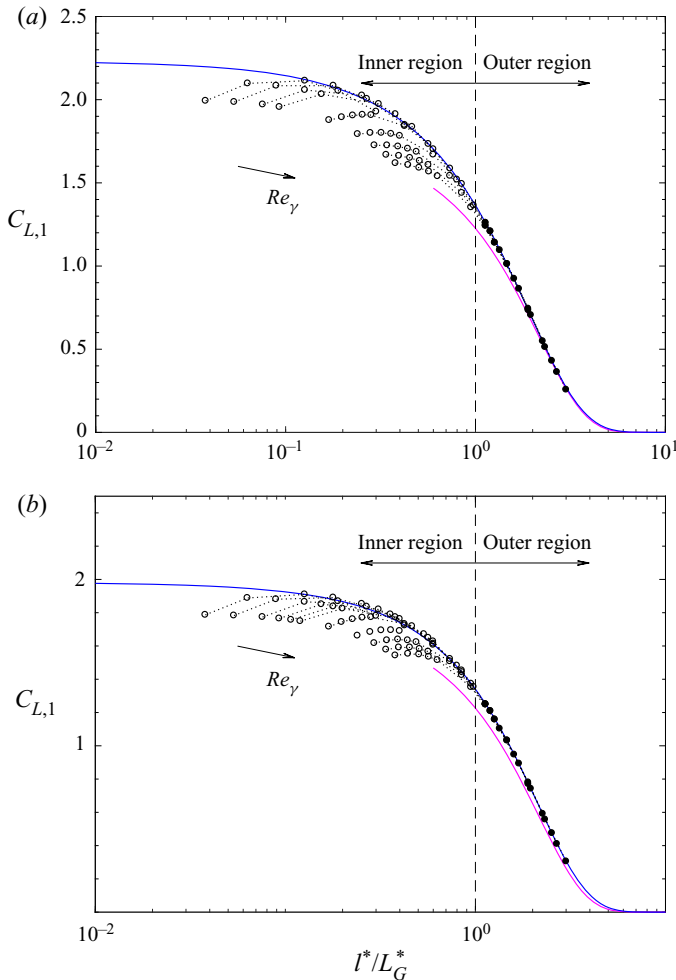 (a)
2.5
Inner region
Outer region
2.0
1.5
Re_γ
C_{L,1}
1.0
0.5
0
10^{−2}
10^{−1}
10^0
10^1
(b)
Inner region
Outer region
2
Re_γ
C_{L,1}
1
10^{−2}
10^0
l^*/L_G^*